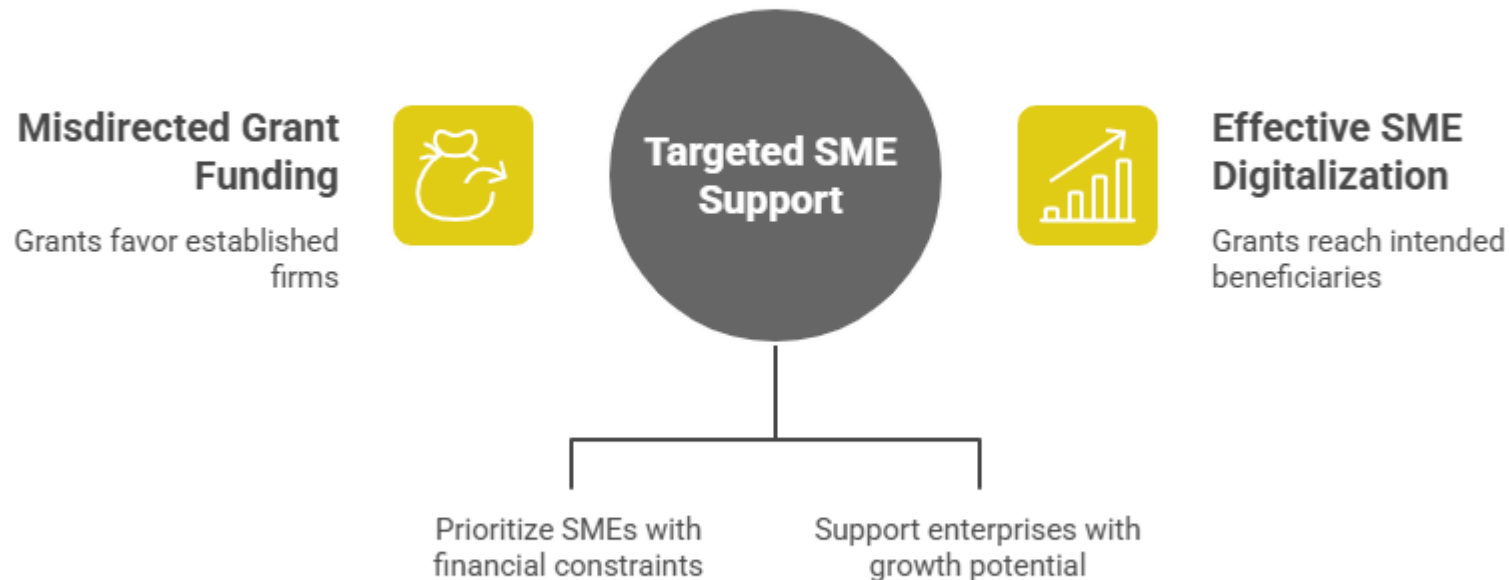 Misdirected Grant
Funding
Grants favor established
firms
Targeted SME
Support
Effective SME
Digitalization
Grants reach intended
beneficiaries
Prioritize SMEs with
financial constraints
Support enterprises with
growth potential